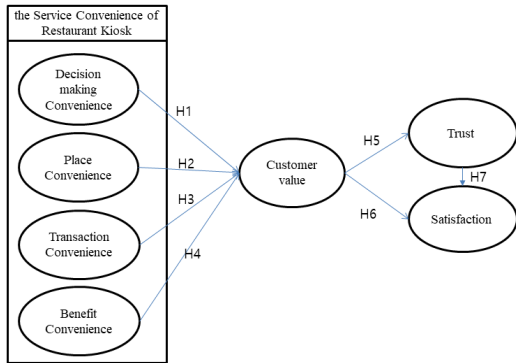 the Service Convenience of
Restaurant Kiosk
Decision
making
Convenience
H1
Place
Convenience
H2
Transaction
Convenience
H3
Benefit
Convenience
H4
Customer
value
H5
Trust
H7
H6
Satisfaction